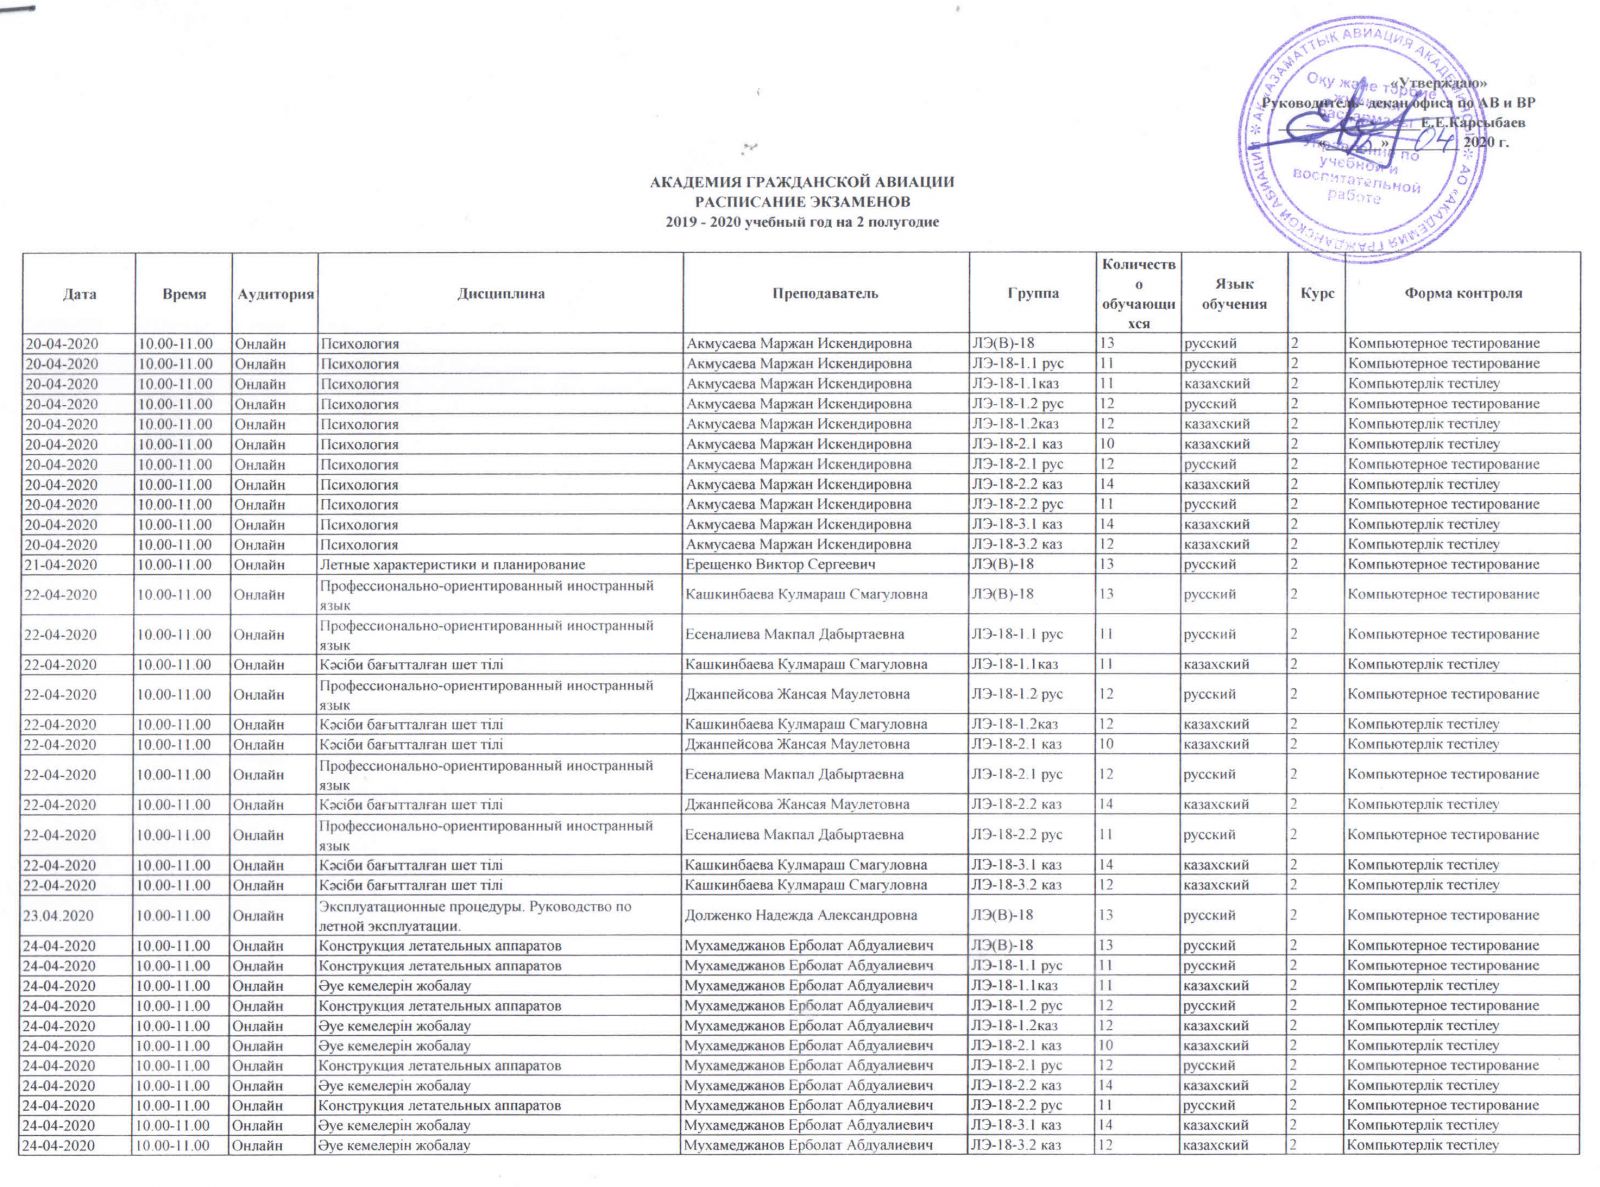 «Утверждаю»
Руководитель- декан офиса по АВ и ВР
Е.Е.Карсыбаев
« » 04 2020 г.
АК «АЗАМАТТЫҚ АВИАЦИЯ АКАДЕМИЯСЫ» * АО «АКАДЕМИЯ ГРАЖДАНСКОЙ АВИАЦИИ» *
Оқу және тәрбие
жұмысы
басқармасы
Управление по
учебной и
воспитательной
работе
АКАДЕМИЯ ГРАЖДАНСКОЙ АВИАЦИИ
РАСПИСАНИЕ ЭКЗАМЕНОВ
2019 - 2020 учебный год на 2 полугодие
Дата Время Аудитория Дисциплина Преподаватель Группа Количество обучающихся Язык обучения Курс Форма контроля
20-04-2020 10.00-11.00 Онлайн Психология Акмусаева Маржан Искендировна ЛЭ(В)-18 13 русский 2 Компьютерное тестирование
20-04-2020 10.00-11.00 Онлайн Психология Акмусаева Маржан Искендировна ЛЭ-18-1.1 рус 11 русский 2 Компьютерное тестирование
20-04-2020 10.00-11.00 Онлайн Психология Акмусаева Маржан Искендировна ЛЭ-18-1.1каз 11 казахский 2 Компьютерлік тестілеу
20-04-2020 10.00-11.00 Онлайн Психология Акмусаева Маржан Искендировна ЛЭ-18-1.2 рус 12 русский 2 Компьютерное тестирование
20-04-2020 10.00-11.00 Онлайн Психология Акмусаева Маржан Искендировна ЛЭ-18-1.2каз 12 казахский 2 Компьютерлік тестілеу
20-04-2020 10.00-11.00 Онлайн Психология Акмусаева Маржан Искендировна ЛЭ-18-2.1 каз 10 казахский 2 Компьютерлік тестілеу
20-04-2020 10.00-11.00 Онлайн Психология Акмусаева Маржан Искендировна ЛЭ-18-2.1 рус 12 русский 2 Компьютерное тестирование
20-04-2020 10.00-11.00 Онлайн Психология Акмусаева Маржан Искендировна ЛЭ-18-2.2 каз 14 казахский 2 Компьютерлік тестілеу
20-04-2020 10.00-11.00 Онлайн Психология Акмусаева Маржан Искендировна ЛЭ-18-2.2 рус 11 русский 2 Компьютерное тестирование
20-04-2020 10.00-11.00 Онлайн Психология Акмусаева Маржан Искендировна ЛЭ-18-3.1 каз 14 казахский 2 Компьютерлік тестілеу
20-04-2020 10.00-11.00 Онлайн Психология Акмусаева Маржан Искендировна ЛЭ-18-3.2 каз 12 казахский 2 Компьютерлік тестілеу
21-04-2020 10.00-11.00 Онлайн Летные характеристики и планирование Ерещенко Виктор Сергеевич ЛЭ(В)-18 13 русский 2 Компьютерное тестирование
22-04-2020 10.00-11.00 Онлайн Профессионально-ориентированный иностранный язык Кашкинбаева Кулмараш Смагуловна ЛЭ(В)-18 13 русский 2 Компьютерное тестирование
22-04-2020 10.00-11.00 Онлайн Профессионально-ориентированный иностранный язык Есеналиева Макпал Дабыртаевна ЛЭ-18-1.1 рус 11 русский 2 Компьютерное тестирование
22-04-2020 10.00-11.00 Онлайн Кәсіби бағытталған шет тілі Кашкинбаева Кулмараш Смагуловна ЛЭ-18-1.1каз 11 казахский 2 Компьютерлік тестілеу
22-04-2020 10.00-11.00 Онлайн Профессионально-ориентированный иностранный язык Джанпейсова Жансая Маулетовна ЛЭ-18-1.2 рус 12 русский 2 Компьютерное тестирование
22-04-2020 10.00-11.00 Онлайн Кәсіби бағытталған шет тілі Кашкинбаева Кулмараш Смагуловна ЛЭ-18-1.2каз 12 казахский 2 Компьютерлік тестілеу
22-04-2020 10.00-11.00 Онлайн Кәсіби бағытталған шет тілі Джанпейсова Жансая Маулетовна ЛЭ-18-2.1 каз 10 казахский 2 Компьютерлік тестілеу
22-04-2020 10.00-11.00 Онлайн Профессионально-ориентированный иностранный язык Есеналиева Макпал Дабыртаевна ЛЭ-18-2.1 рус 12 русский 2 Компьютерное тестирование
22-04-2020 10.00-11.00 Онлайн Кәсіби бағытталған шет тілі Джанпейсова Жансая Маулетовна ЛЭ-18-2.2 каз 14 казахский 2 Компьютерлік тестілеу
22-04-2020 10.00-11.00 Онлайн Профессионально-ориентированный иностранный язык Есеналиева Макпал Дабыртаевна ЛЭ-18-2.2 рус 11 русский 2 Компьютерное тестирование
22-04-2020 10.00-11.00 Онлайн Кәсіби бағытталған шет тілі Кашкинбаева Кулмараш Смагуловна ЛЭ-18-3.1 каз 14 казахский 2 Компьютерлік тестілеу
22-04-2020 10.00-11.00 Онлайн Кәсіби бағытталған шет тілі Кашкинбаева Кулмараш Смагуловна ЛЭ-18-3.2 каз 12 казахский 2 Компьютерлік тестілеу
23.04.2020 10.00-11.00 Онлайн Эксплуатационные процедуры. Руководство по летной эксплуатации. Долженко Надежда Александровна ЛЭ(В)-18 13 русский 2 Компьютерное тестирование
24-04-2020 10.00-11.00 Онлайн Конструкция летательных аппаратов Мухамеджанов Ерболат Абдуалиевич ЛЭ(В)-18 13 русский 2 Компьютерное тестирование
24-04-2020 10.00-11.00 Онлайн Конструкция летательных аппаратов Мухамеджанов Ерболат Абдуалиевич ЛЭ-18-1.1 рус 11 русский 2 Компьютерное тестирование
24-04-2020 10.00-11.00 Онлайн Әуе кемелерін жобалау Мухамеджанов Ерболат Абдуалиевич ЛЭ-18-1.1каз 11 казахский 2 Компьютерлік тестілеу
24-04-2020 10.00-11.00 Онлайн Конструкция летательных аппаратов Мухамеджанов Ерболат Абдуалиевич ЛЭ-18-1.2 рус 12 русский 2 Компьютерное тестирование
24-04-2020 10.00-11.00 Онлайн Әуе кемелерін жобалау Мухамеджанов Ерболат Абдуалиевич ЛЭ-18-1.2каз 12 казахский 2 Компьютерлік тестілеу
24-04-2020 10.00-11.00 Онлайн Әуе кемелерін жобалау Мухамеджанов Ерболат Абдуалиевич ЛЭ-18-2.1 каз 10 казахский 2 Компьютерлік тестілеу
24-04-2020 10.00-11.00 Онлайн Конструкция летательных аппаратов Мухамеджанов Ерболат Абдуалиевич ЛЭ-18-2.1 рус 12 русский 2 Компьютерное тестирование
24-04-2020 10.00-11.00 Онлайн Әуе кемелерін жобалау Мухамеджанов Ерболат Абдуалиевич ЛЭ-18-2.2 каз 14 казахский 2 Компьютерлік тестілеу
24-04-2020 10.00-11.00 Онлайн Конструкция летательных аппаратов Мухамеджанов Ерболат Абдуалиевич ЛЭ-18-2.2 рус 11 русский 2 Компьютерное тестирование
24-04-2020 10.00-11.00 Онлайн Әуе кемелерін жобалау Мухамеджанов Ерболат Абдуалиевич ЛЭ-18-3.1 каз 14 казахский 2 Компьютерлік тестілеу
24-04-2020 10.00-11.00 Онлайн Әуе кемелерін жобалау Мухамеджанов Ерболат Абдуалиевич ЛЭ-18-3.2 каз 12 казахский 2 Компьютерлік тестілеу